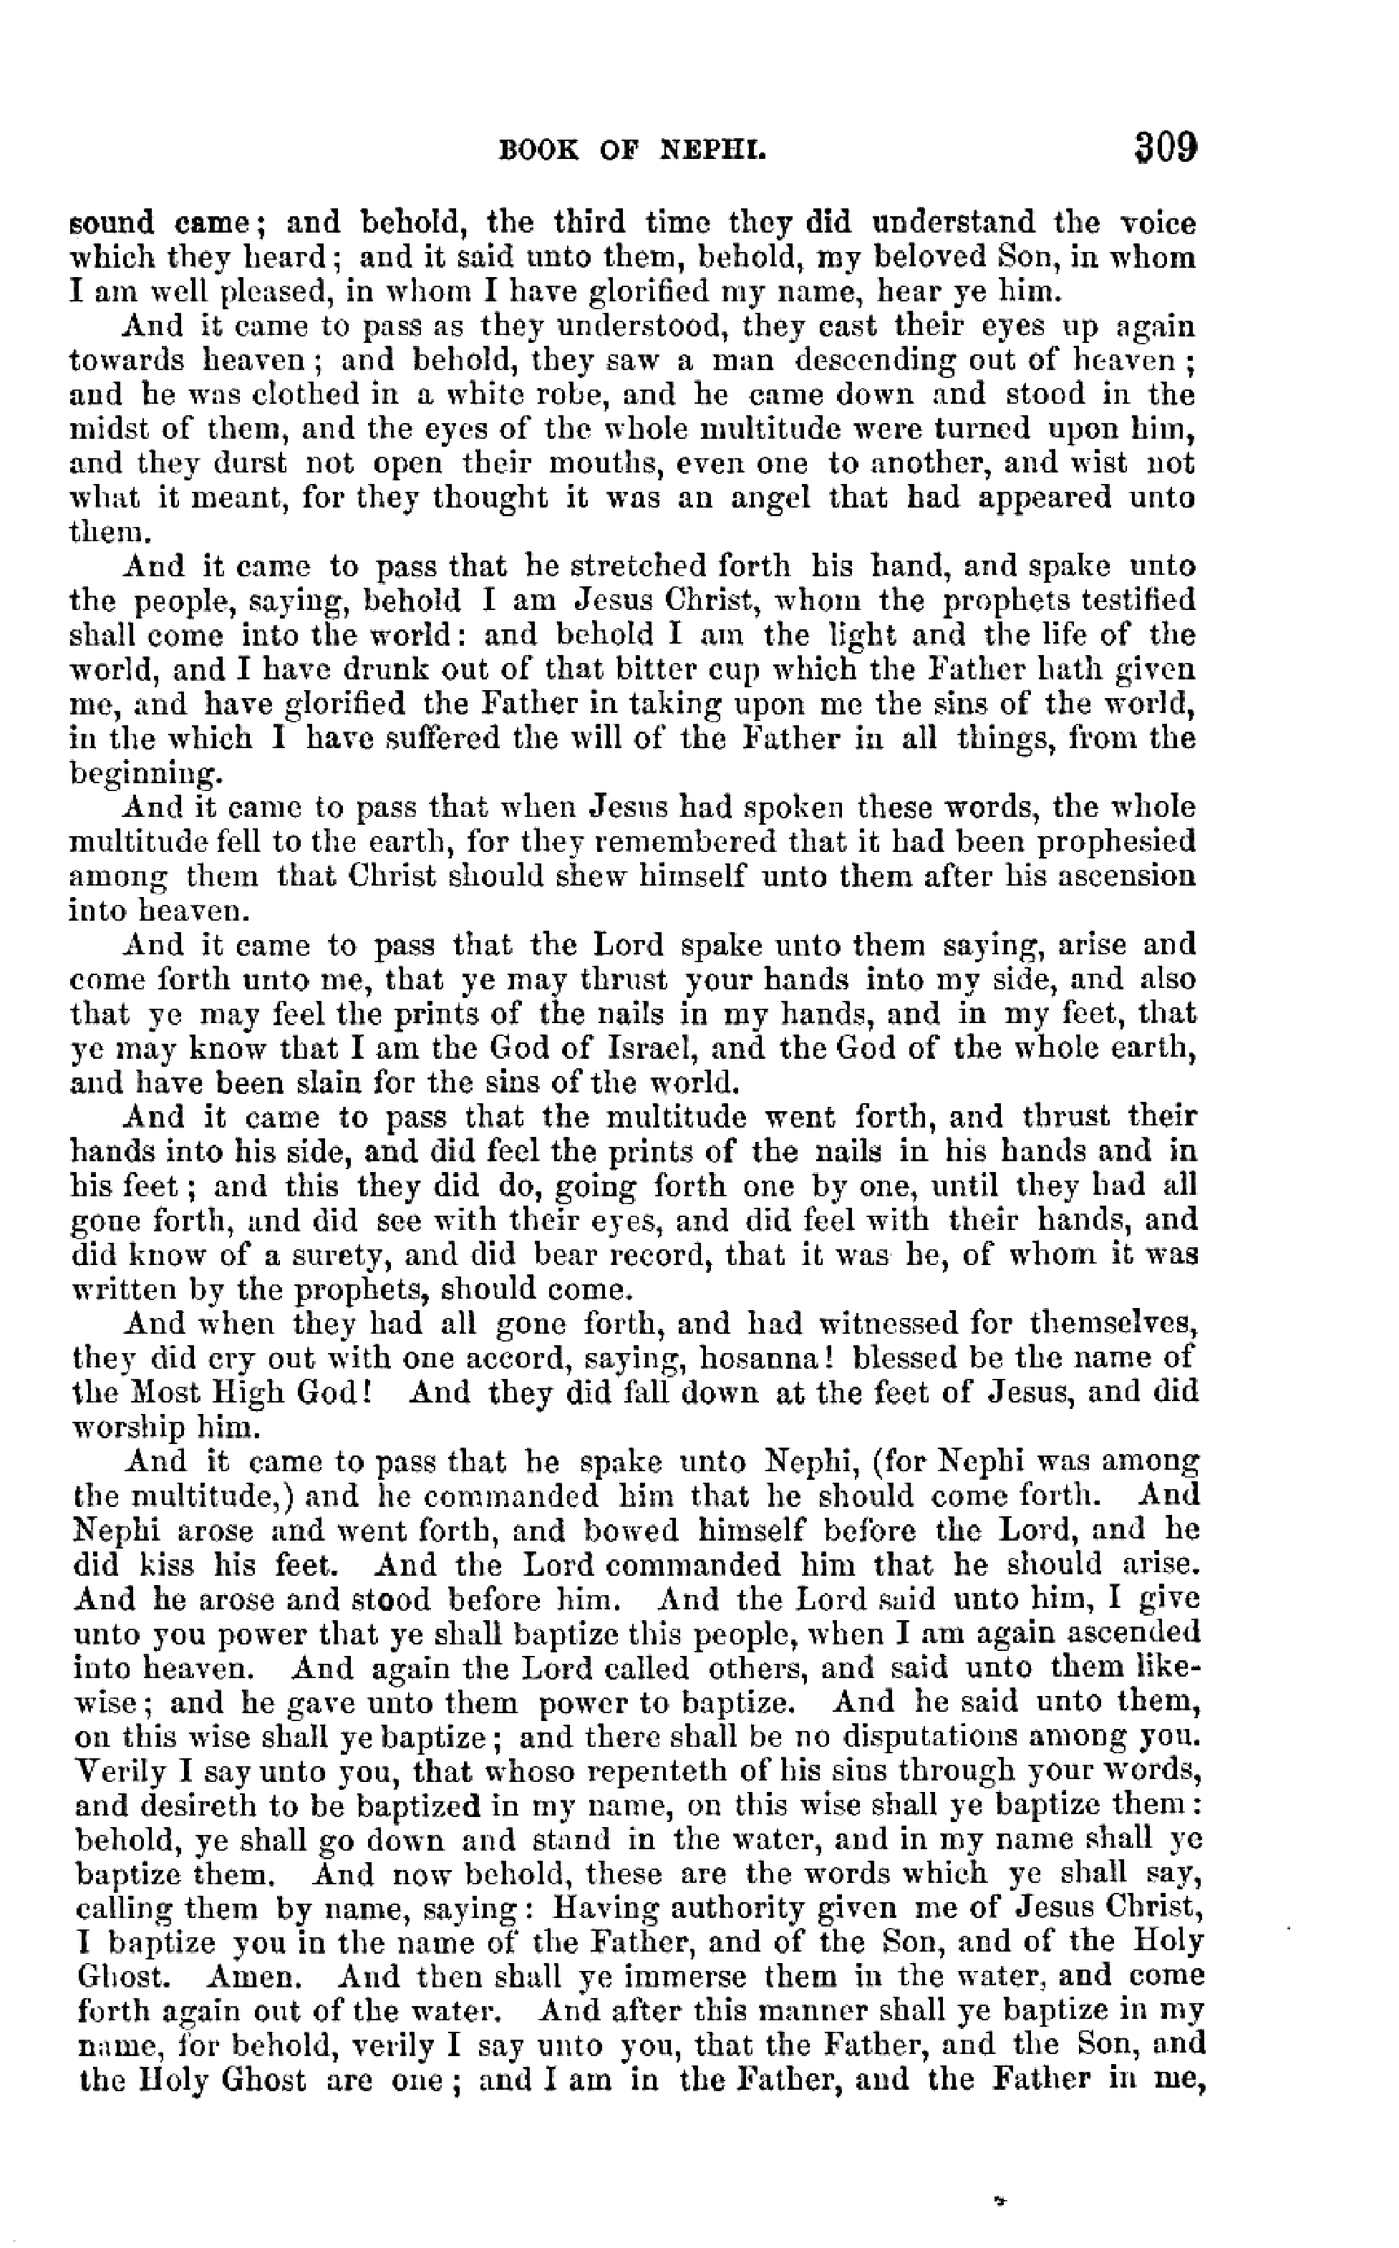 BOOK OF NEPHI. 309
sound came; and behold, the third time they did understand the voice
which they heard; and it said unto them, behold, my beloved Son, in whom
I am well pleased, in whom I have glorified my name, hear ye him.
And it came to pass as they understood, they cast their eyes up again
towards heaven; and behold, they saw a man descending out of heaven;
and he was clothed in a white robe, and he came down and stood in the
midst of them, and the eyes of the whole multitude were turned upon him,
and they durst not open their mouths, even one to another, and wist not
what it meant, for they thought it was an angel that had appeared unto
them.
And it came to pass that he stretched forth his hand, and spake unto
the people, saying, behold I am Jesus Christ, whom the prophets testified
shall come into the world: and behold I am the light and the life of the
world, and I have drunk out of that bitter cup which the Father hath given
me, and have glorified the Father in taking upon me the sins of the world,
in the which I have suffered the will of the Father in all things, from the
beginning.
And it came to pass that when Jesus had spoken these words, the whole
multitude fell to the earth, for they remembered that it had been prophesied
among them that Christ should shew himself unto them after his ascension
into heaven.
And it came to pass that the Lord spake unto them saying, arise and
come forth unto me, that ye may thrust your hands into my side, and also
that ye may feel the prints of the nails in my hands, and in my feet, that
ye may know that I am the God of Israel, and the God of the whole earth,
and have been slain for the sins of the world.
And it came to pass that the multitude went forth, and thrust their
hands into his side, and did feel the prints of the nails in his hands and in
his feet; and this they did do, going forth one by one, until they had all
gone forth, and did see with their eyes, and did feel with their hands, and
did know of a surety, and did bear record, that it was he, of whom it was
written by the prophets, should come.
And when they had all gone forth, and had witnessed for themselves,
they did cry out with one accord, saying, hosanna! blessed be the name of
the Most High God! And they did fall down at the feet of Jesus, and did
worship him.
And it came to pass that he spake unto Nephi, (for Nephi was among
the multitude,) and he commanded him that he should come forth. And
Nephi arose and went forth, and bowed himself before the Lord, and he
did kiss his feet. And the Lord commanded him that he should arise.
And he arose and stood before him. And the Lord said unto him, I give
unto you power that ye shall baptize this people, when I am again ascended
into heaven. And again the Lord called others, and said unto them like-
wise; and he gave unto them power to baptize. And he said unto them,
on this wise shall ye baptize; and there shall be no disputations among you.
Verily I say unto you, that whoso repenteth of his sins through your words,
and desireth to be baptized in my name, on this wise shall ye baptize them:
behold, ye shall go down and stand in the water, and in my name shall ye
baptize them. And now behold, these are the words which ye shall say,
calling them by name, saying: Having authority given me of Jesus Christ,
I baptize you in the name of the Father, and of the Son, and of the Holy
Ghost. Amen. And then shall ye immerse them in the water, and come
forth again out of the water. And after this manner shall ye baptize in my
name, for behold, verily I say unto you, that the Father, and the Son, and
the Holy Ghost are one; and I am in the Father, and the Father in me,